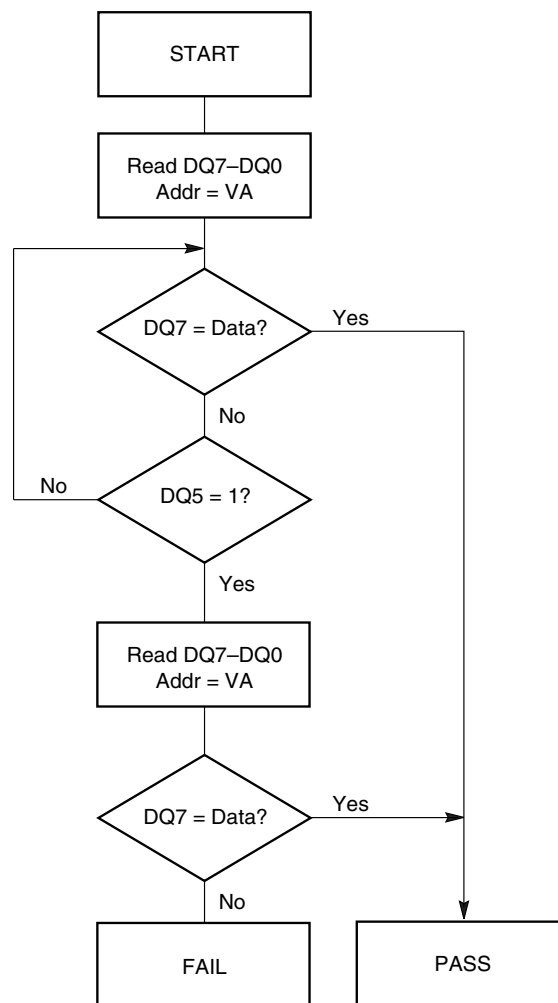 START
Read DQ7–DQ0
Addr = VA
DQ7 = Data?
Yes
No
No
DQ5 = 1?
Yes
Read DQ7–DQ0
Addr = VA
DQ7 = Data?
Yes
No
FAIL
PASS